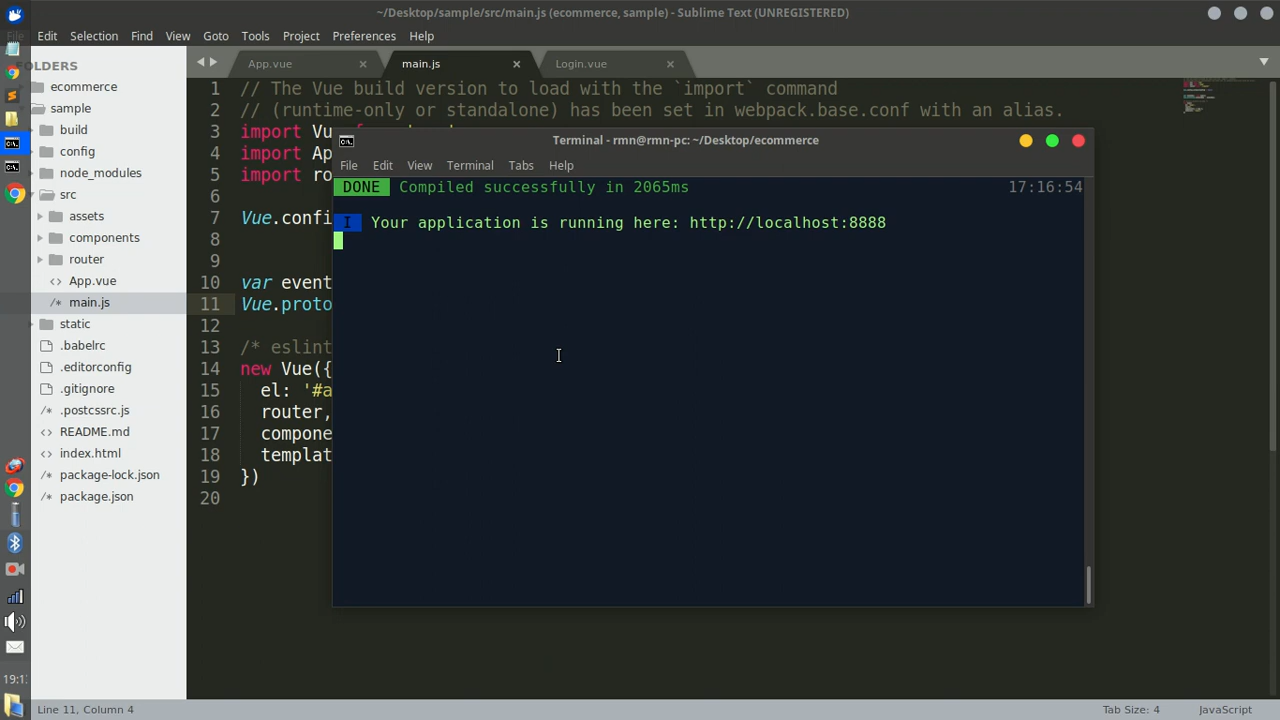 ~/Desktop/sample/src/main.js (ecommerce, sample) - Sublime Text (UNREGISTERED)
File Edit Selection Find View Goto Tools Project Preferences Help
FOLDERS
ecommerce
sample
build
config
node_modules
src
assets
components
router
App.vue
main.js
static
.babelrc
.editorconfig
.gitignore
.postcssrc.js
README.md
index.html
package-lock.json
package.json
App.vue main.js Login.vue
1 // The Vue build version to load with the `import` command
2 // (runtime-only or standalone) has been set in webpack.base.conf with an alias.
3 import Vu
4 import Ap
5 import ro
6
7 Vue.confi
8
9
10 var event
11 Vue.proto
12
13 /* eslint
14 new Vue({
15 el: '#a
16 router,
17 compone
18 templat
19 })
20
Terminal - rmn@rmn-pc: ~/Desktop/ecommerce
File Edit View Terminal Tabs Help
DONE Compiled successfully in 2065ms 17:16:54
I Your application is running here: http://localhost:8888
19:1
Line 11, Column 4 Tab Size: 4 JavaScript